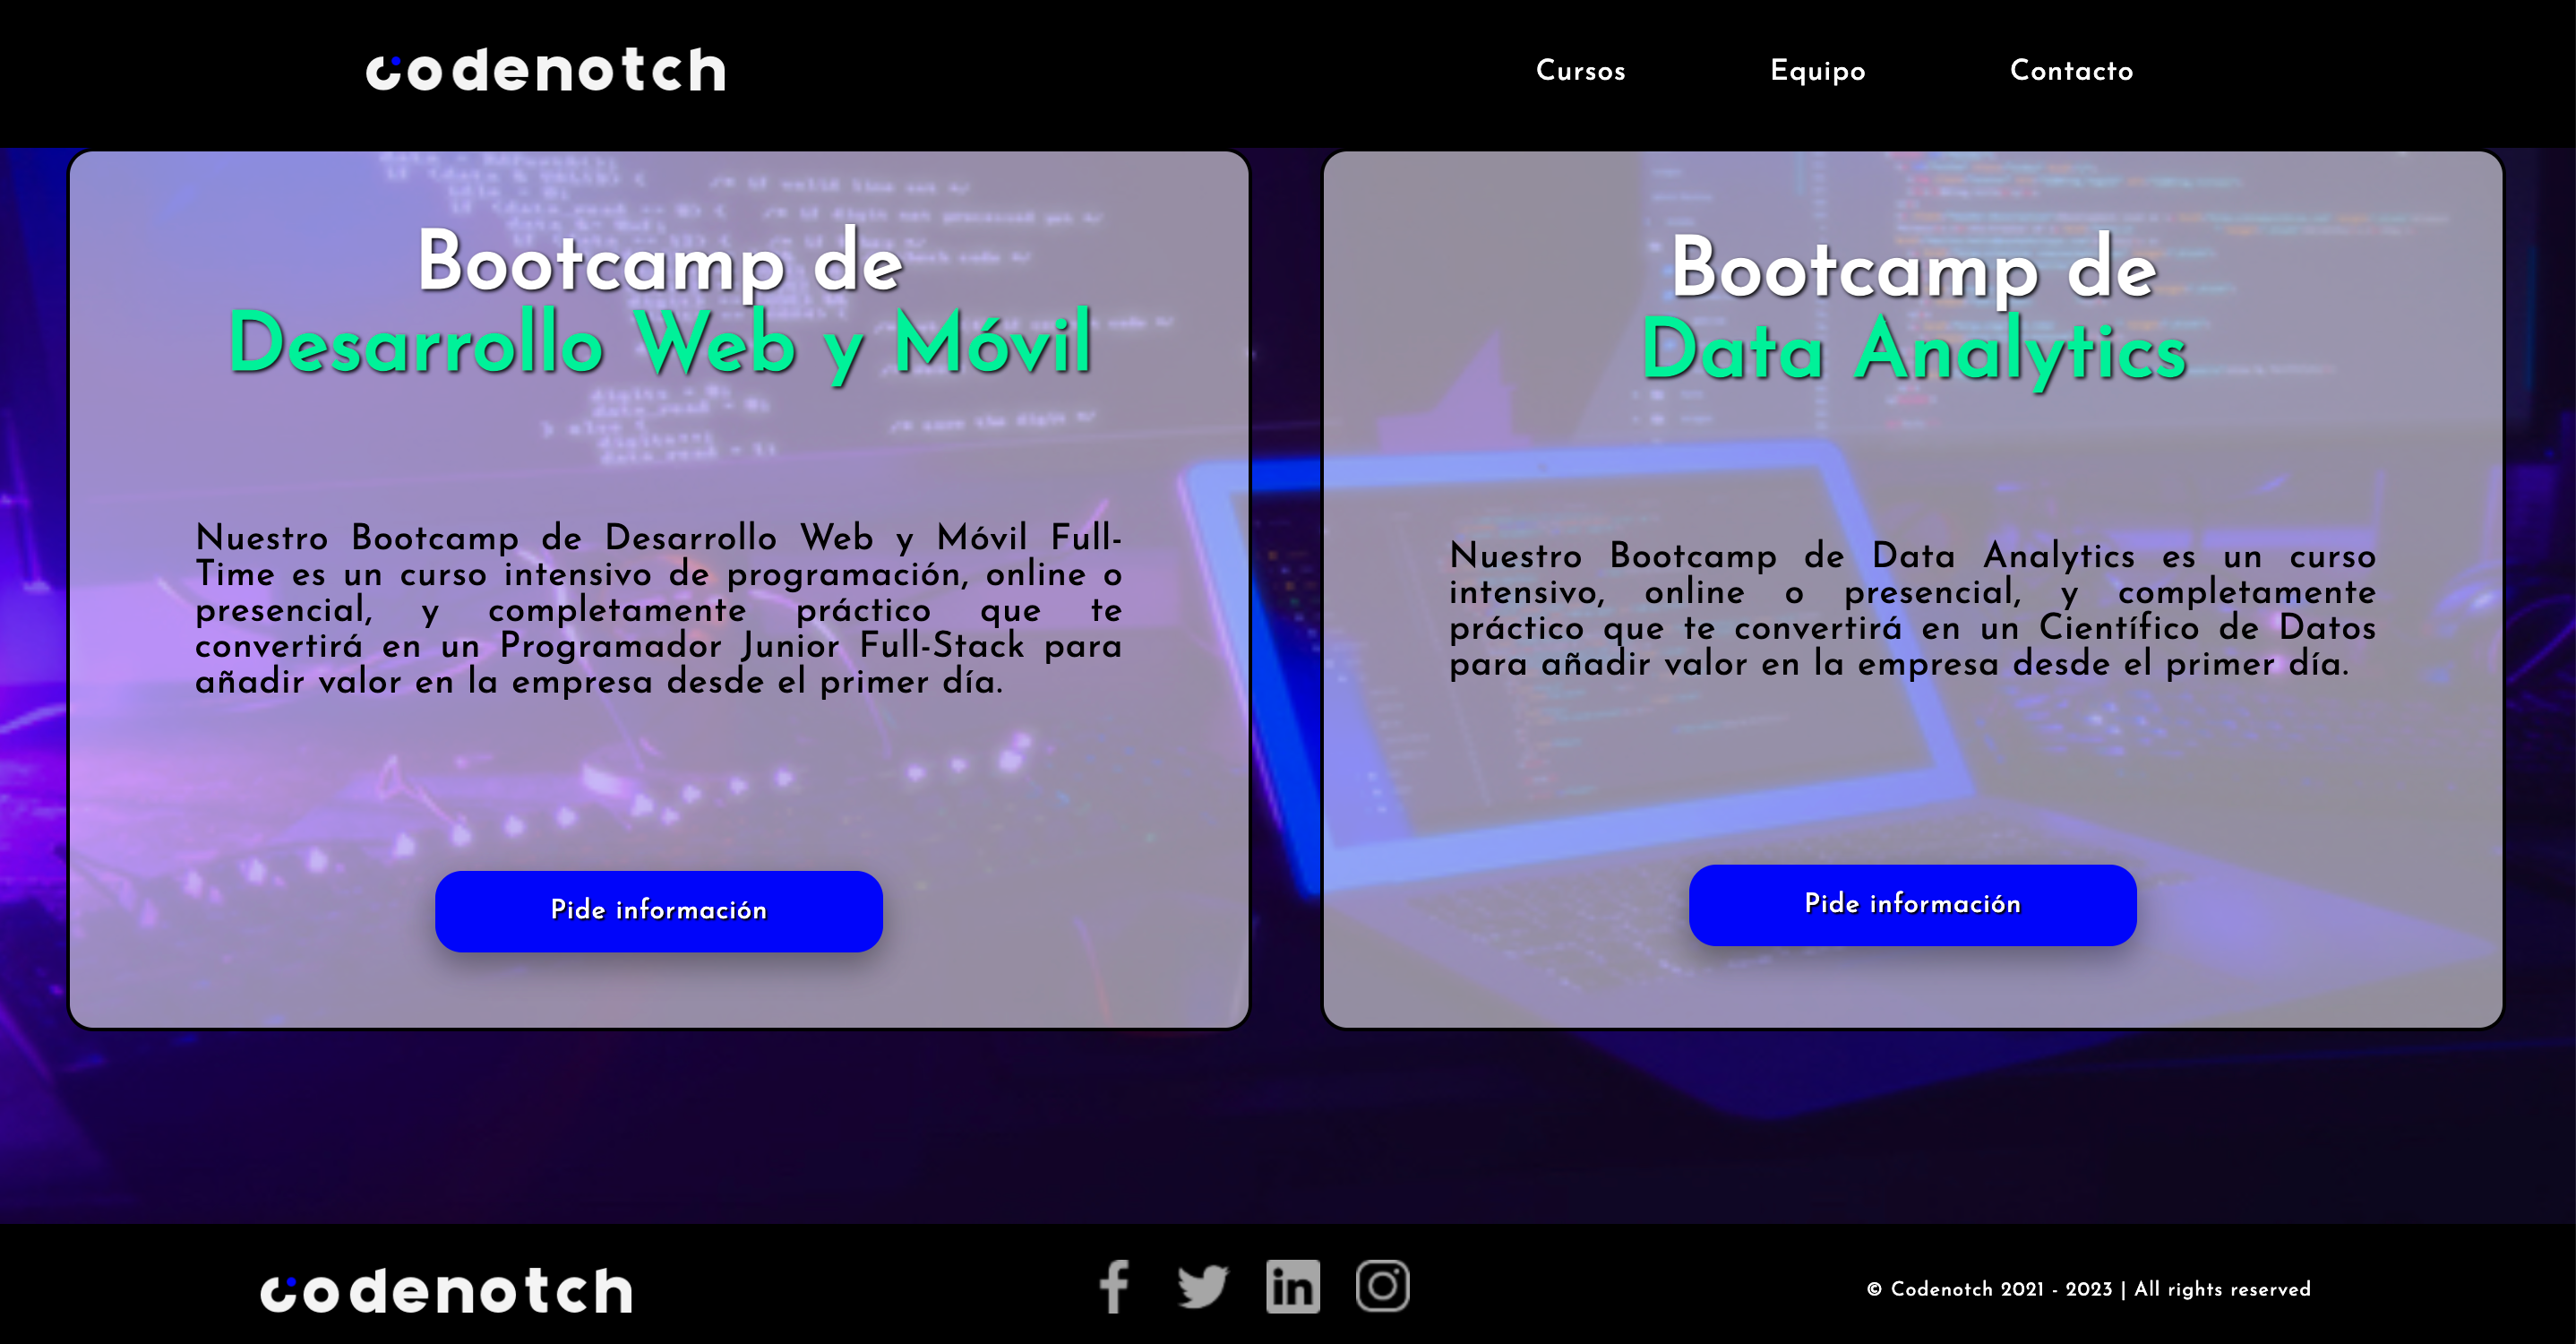 codenotch
Cursos
Equipo
Contacto
Bootcamp de
Desarrollo Web y Móvil
Nuestro Bootcamp de Desarrollo Web y Móvil Full-
Time es un curso intensivo de programación, online o
presencial, y completamente práctico que te
convertirá en un Programador Junior Full-Stack para
añadir valor en la empresa desde el primer día.
Pide información
Bootcamp de
Data Analytics
Nuestro Bootcamp de Data Analytics es un curso
intensivo, online o presencial, y completamente
práctico que te convertirá en un Científico de Datos
para añadir valor en la empresa desde el primer día.
Pide información
codenotch
© Codenotch 2021 - 2023 | All rights reserved